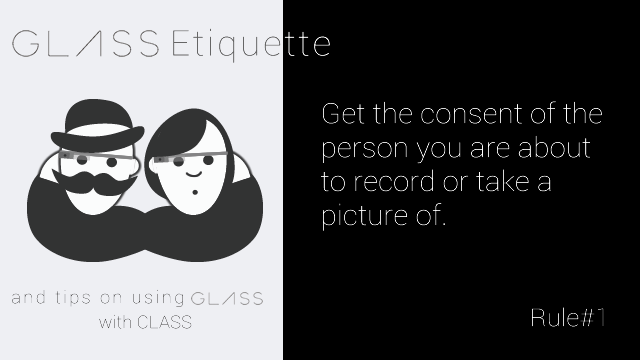 GLASS Etiquette
and tips on using GLASS
with CLASS
Get the consent of the
person you are about
to record or take a
picture of.
Rule#1